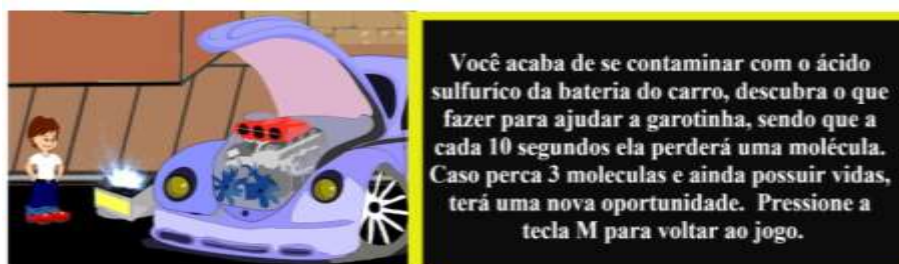 Você acaba de se contaminar com o ácido
sulfuríco da bateria do carro, descubra o que
fazer para ajudar a garotinha, sendo que a
cada 10 segundos ela perderá uma molécula.
Caso perca 3 moleculas e ainda possuir vidas,
terá uma nova oportunidade. Pressione a
tecla M para voltar ao jogo.